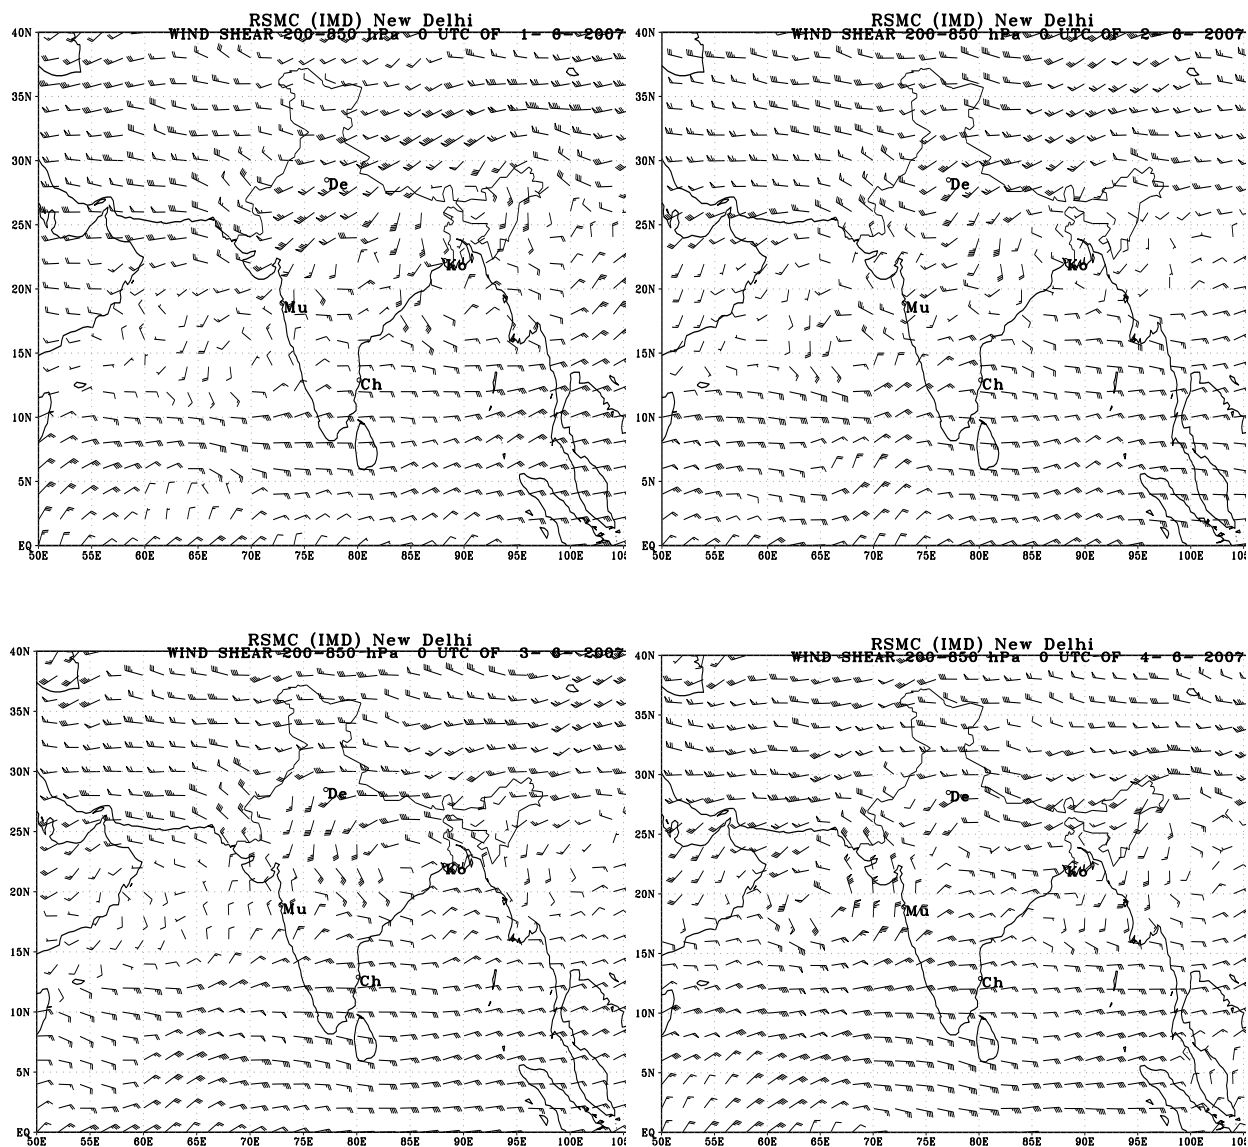 RSMC (IMD) New Delhi
WIND SHEAR 200-850 hPa 0 UTC OF 1- 6- 2007
40N
35N
30N
25N
20N
15N
10N
5N
EQ
De
Ko
Mu
Ch
50E 55E 60E 65E 70E 75E 80E 85E 90E 95E 100E 105
RSMC (IMD) New Delhi
WIND SHEAR 200-850 hPa 0 UTC OF 2- 6- 2007
40N
35N
30N
25N
20N
15N
10N
5N
EQ
De
Ko
Mu
Ch
50E 55E 60E 65E 70E 75E 80E 85E 90E 95E 100E 105
RSMC (IMD) New Delhi
WIND SHEAR 200-850 hPa 0 UTC OF 3- 6- 2007
40N
35N
30N
25N
20N
15N
10N
5N
EQ
De
Ko
Mu
Ch
50E 55E 60E 65E 70E 75E 80E 85E 90E 95E 100E 105
RSMC (IMD) New Delhi
WIND SHEAR 200-850 hPa 0 UTC OF 4- 6- 2007
40N
35N
30N
25N
20N
15N
10N
5N
EQ
De
Ko
Mu
Ch
50E 55E 60E 65E 70E 75E 80E 85E 90E 95E 100E 105